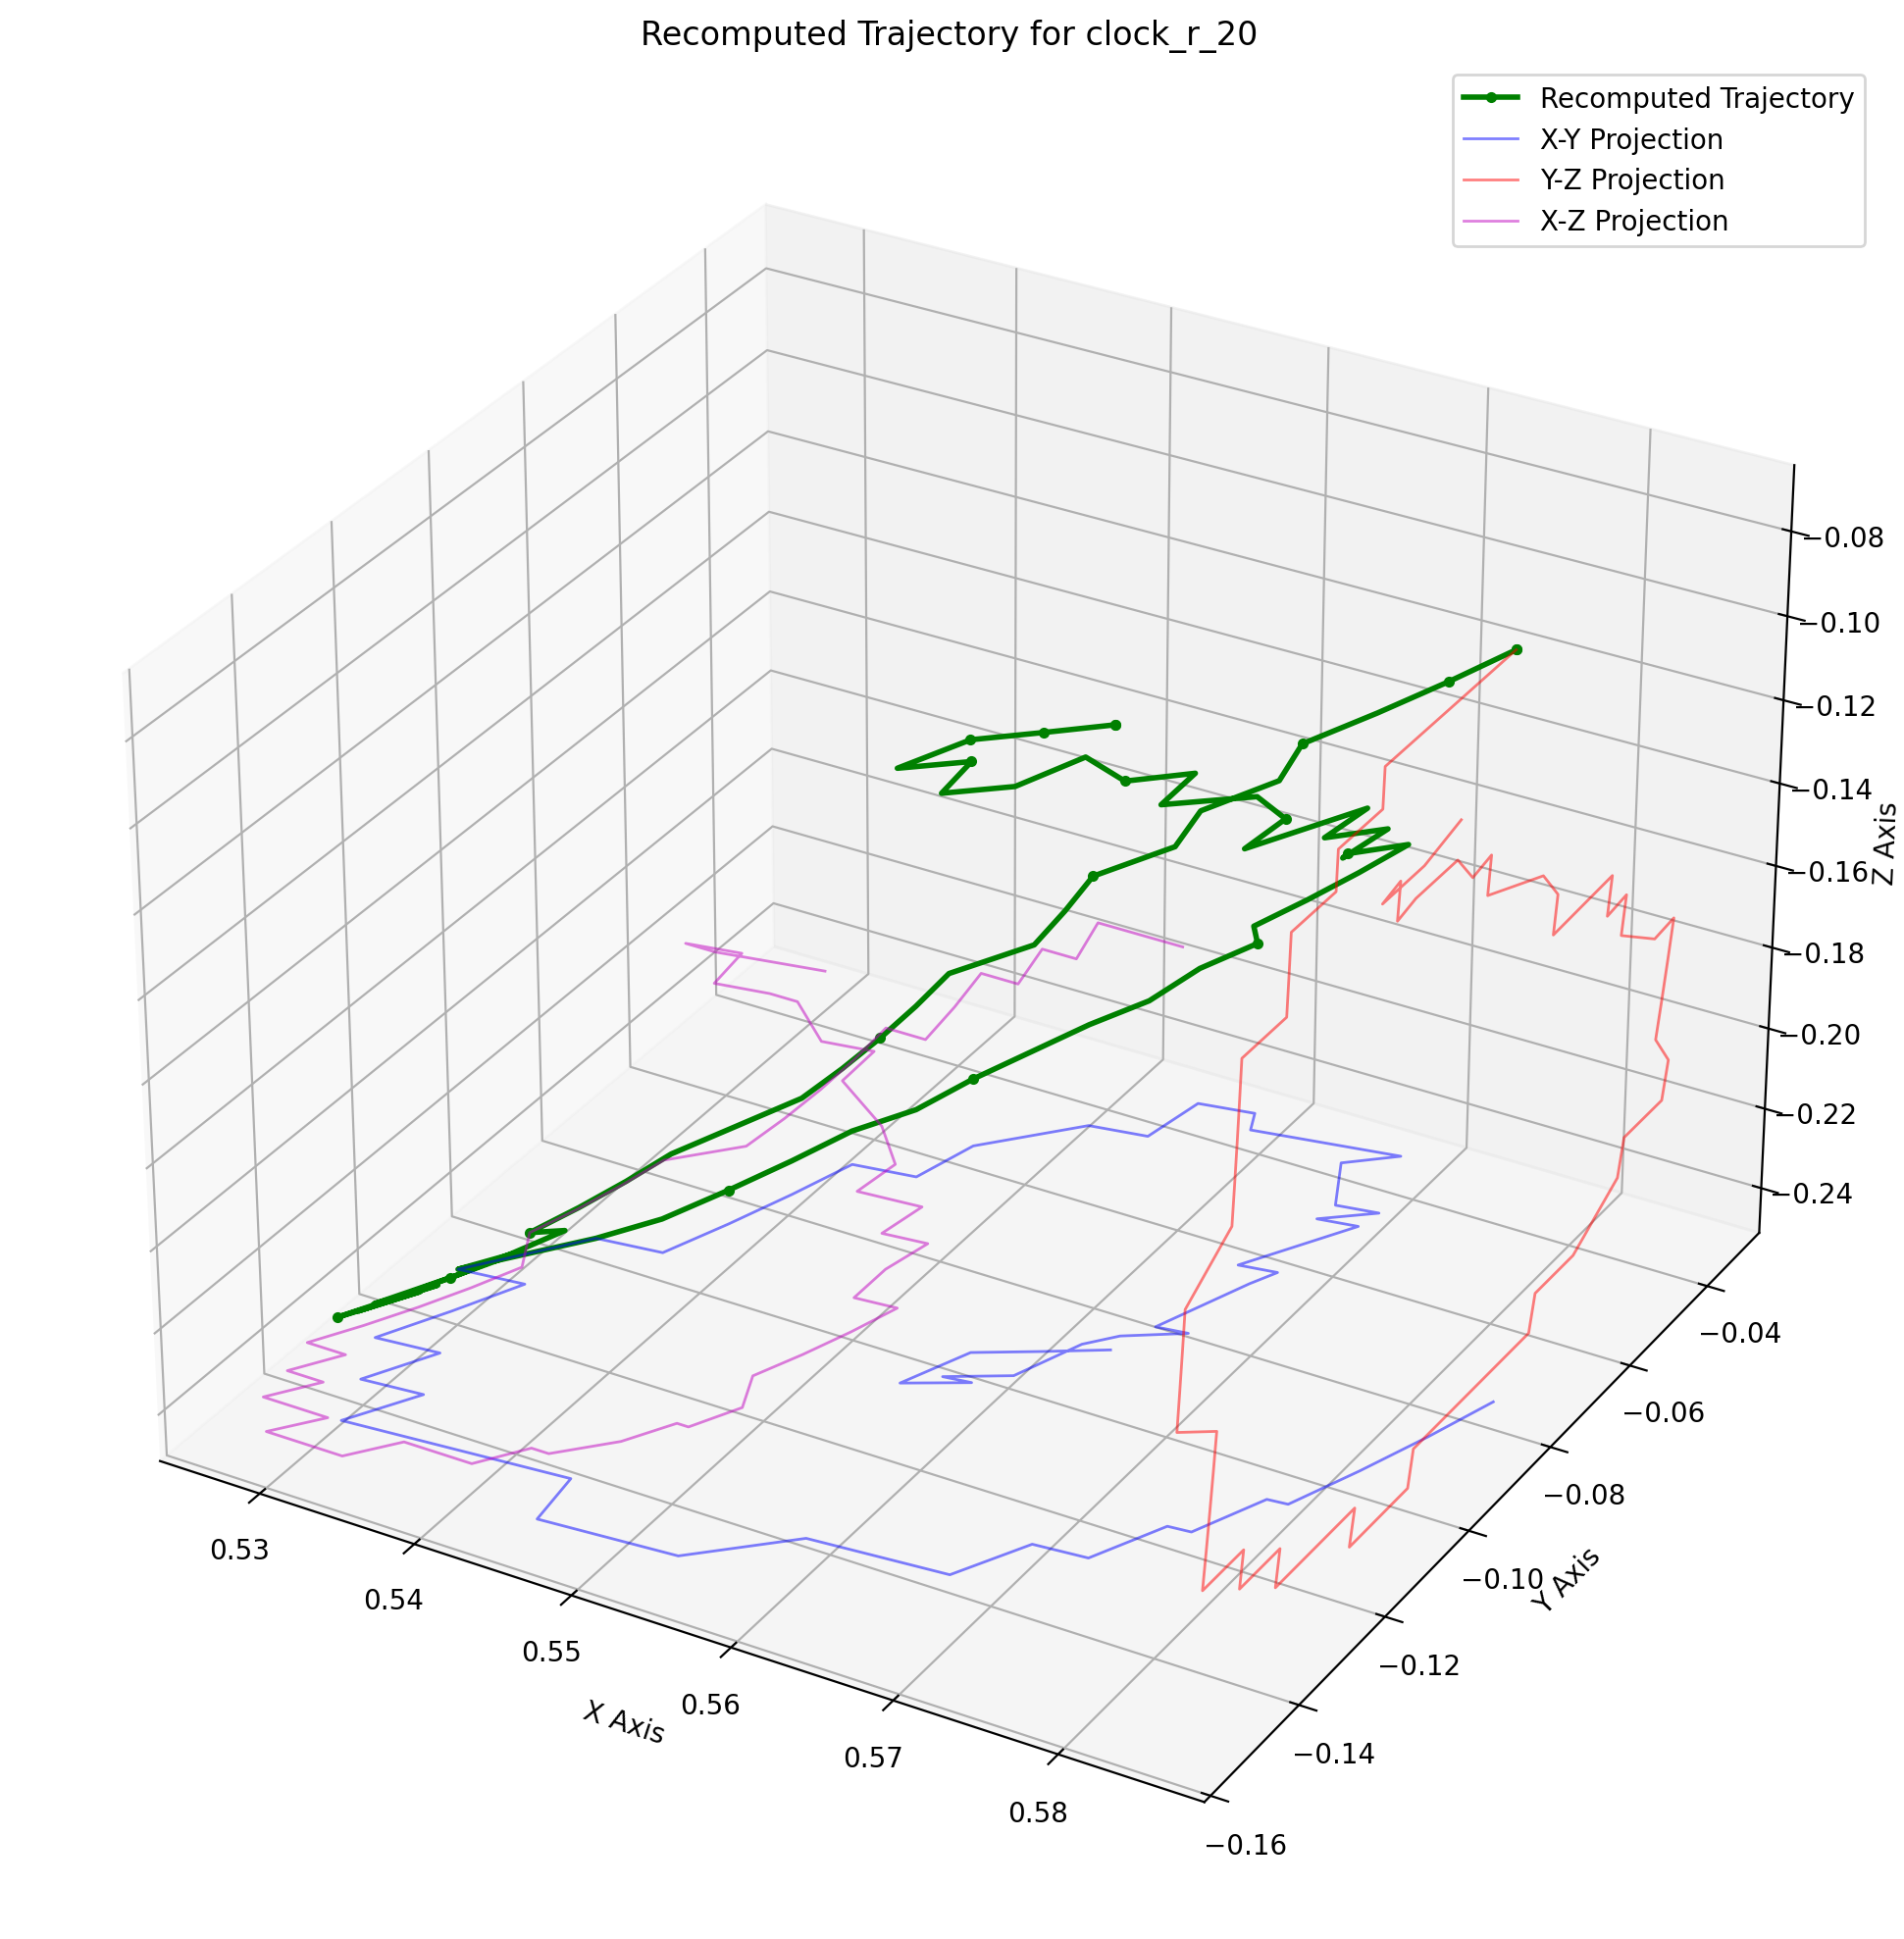 Recomputed Trajectory for clock_r_20
Recomputed Trajectory
X-Y Projection
Y-Z Projection
X-Z Projection
−0.08
−0.10
−0.12
−0.14
−0.16
−0.18
−0.20
−0.22
−0.24
Z Axis
−0.04
−0.06
−0.08
−0.10
−0.12
−0.14
−0.16
Y Axis
0.53
0.54
0.55
0.56
0.57
0.58
X Axis